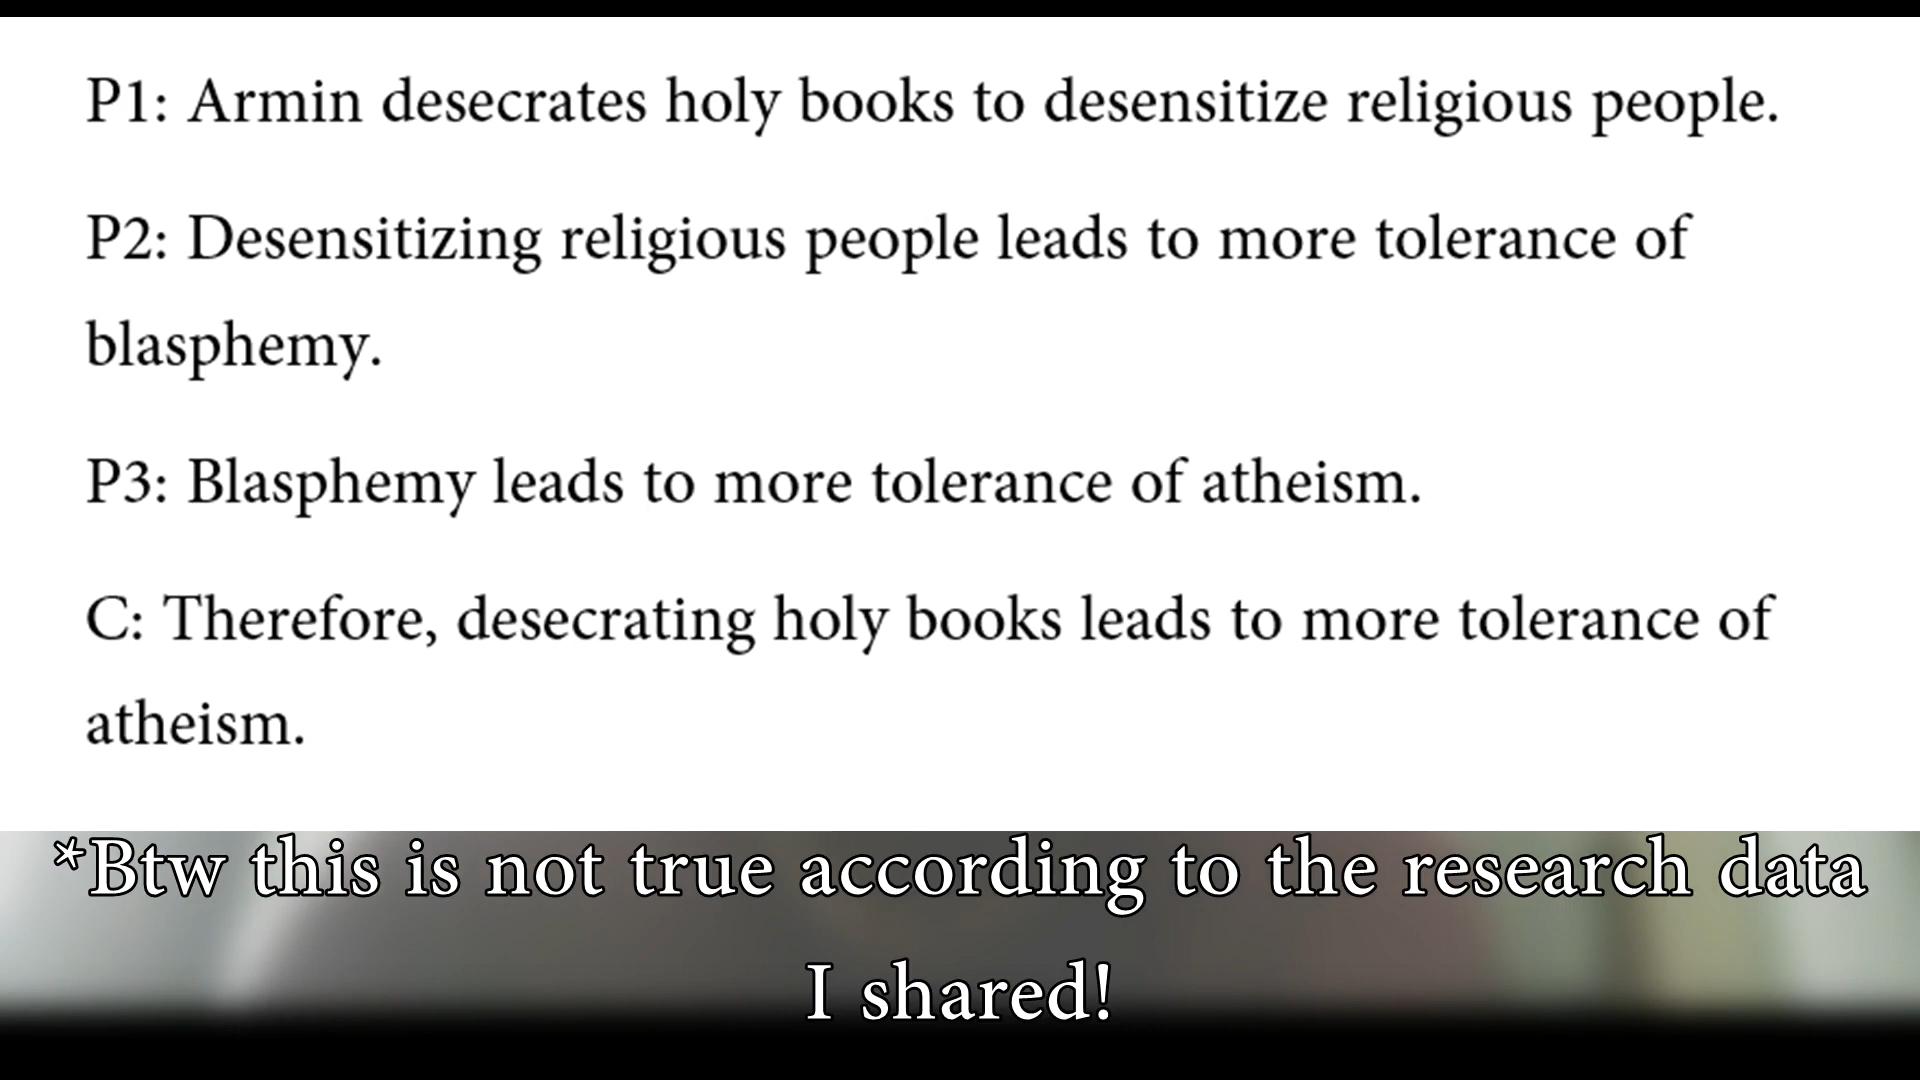 P1: Armin desecrates holy books to desensitize religious people.
P2: Desensitizing religious people leads to more tolerance of
blasphemy.
P3: Blasphemy leads to more tolerance of atheism.
C: Therefore, desecrating holy books leads to more tolerance of
atheism.
*Btw this is not true according to the research data
I shared!